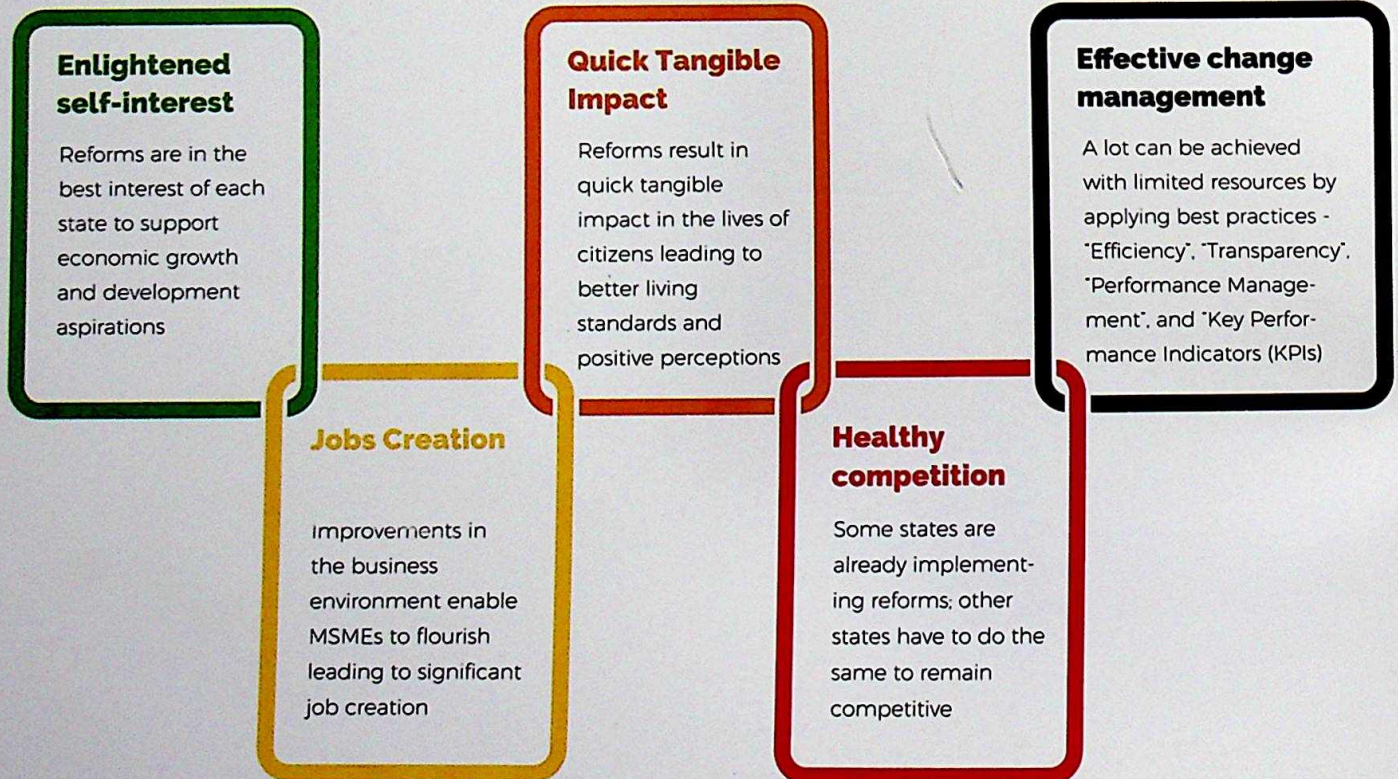 Enlightened
self-interest
Reforms are in the
best interest of each
state to support
economic growth
and development
aspirations
Jobs Creation
Improvements in
the business
environment enable
MSMEs to flourish
leading to significant
job creation
Quick Tangible
Impact
Reforms result in
quick tangible
impact in the lives of
citizens leading to
better living
standards and
positive perceptions
Healthy
competition
Some states are
already implement-
ing reforms; other
states have to do the
same to remain
competitive
Effective change
management
A lot can be achieved
with limited resources by
applying best practices -
"Efficiency", "Transparency",
"Performance Manage-
ment", and "Key Perfor-
mance Indicators (KPIs)